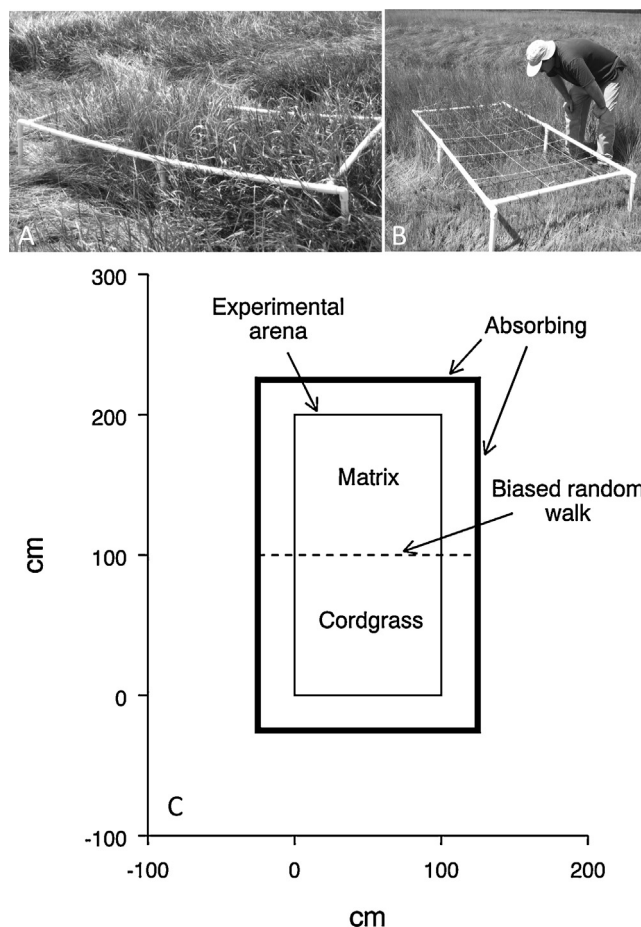 A
B
300
Experimental
arena
Absorbing
200
Matrix
Biased random
walk
100
cm
Cordgrass
0
C
-100
-100
0
100
200
cm